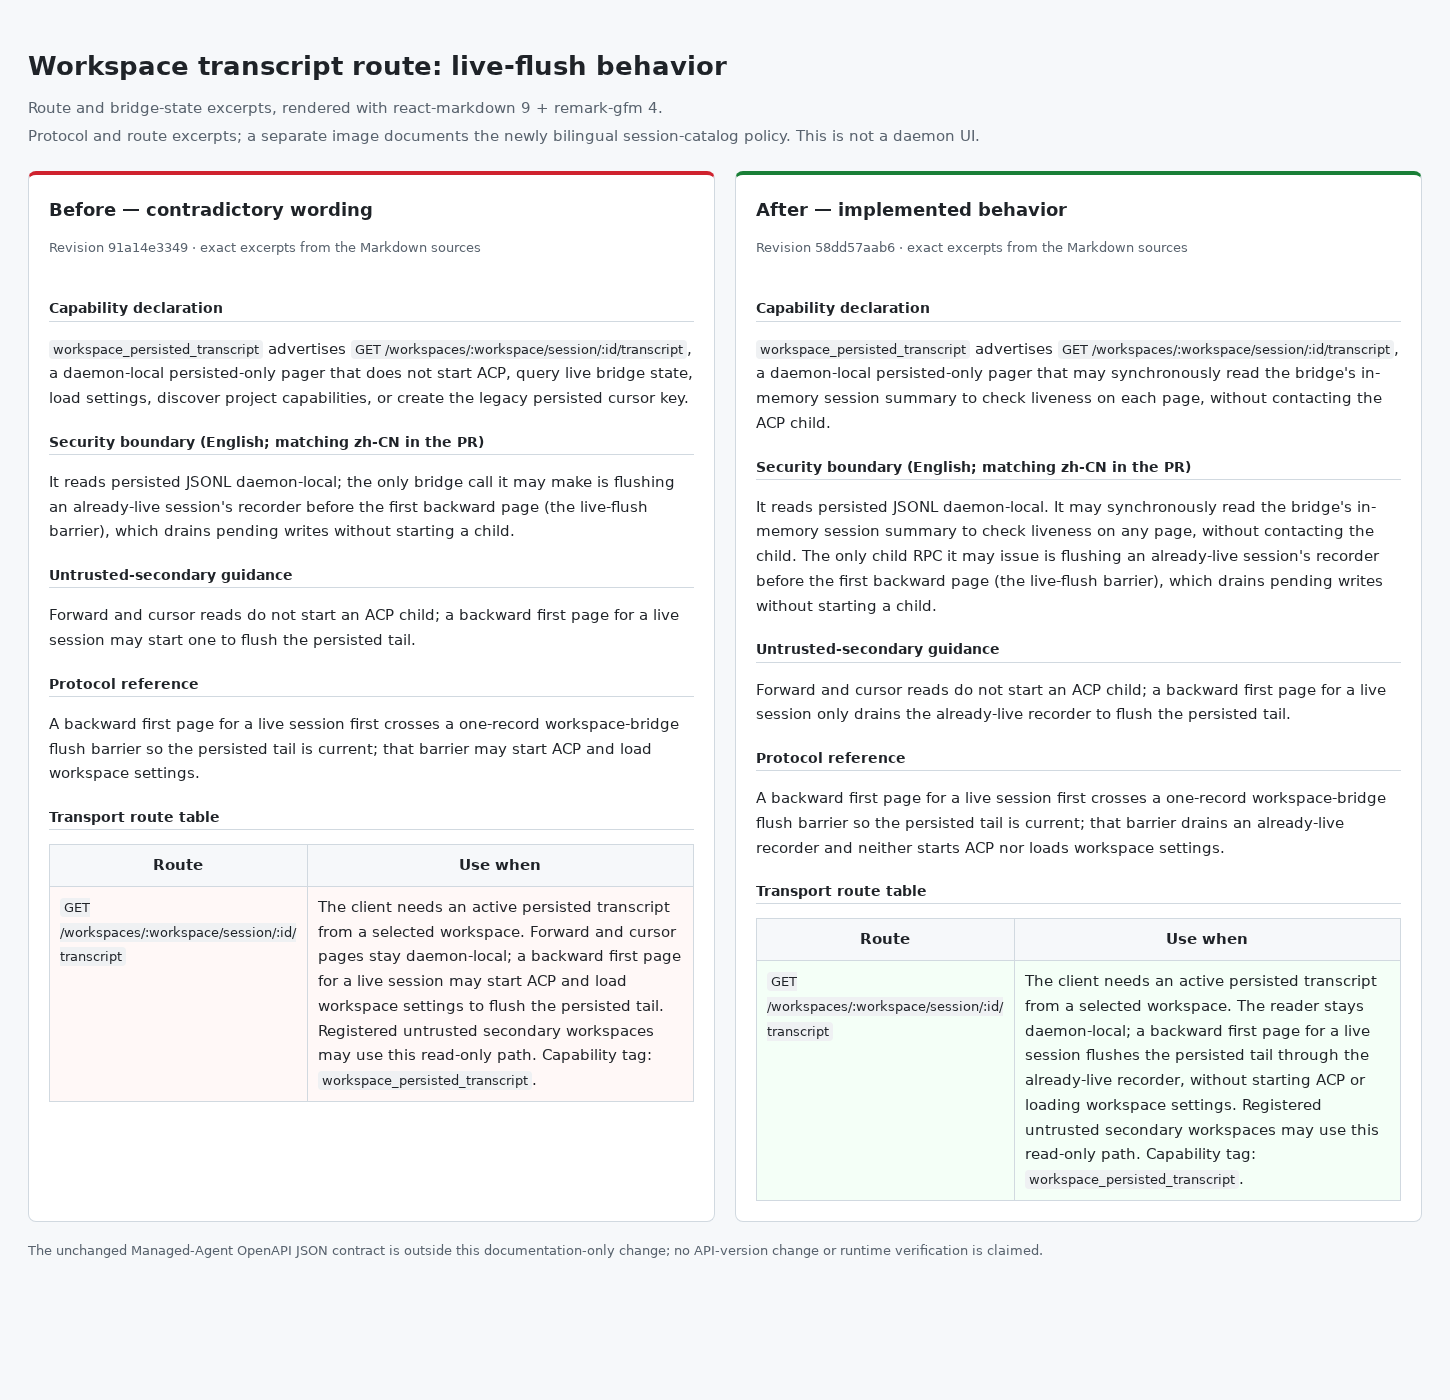 Workspace transcript route: live-flush behavior
Route and bridge-state excerpts, rendered with react-markdown 9 + remark-gfm 4.
Protocol and route excerpts; a separate image documents the newly bilingual session-catalog policy. This is not a daemon UI.
Before — contradictory wording
Revision 91a14e3349 · exact excerpts from the Markdown sources
Capability declaration
workspace_persisted_transcript advertises GET /workspaces/:workspace/session/:id/transcript,
a daemon-local persisted-only pager that does not start ACP, query live bridge state,
load settings, discover project capabilities, or create the legacy persisted cursor key.
Security boundary (English; matching zh-CN in the PR)
It reads persisted JSONL daemon-local; the only bridge call it may make is flushing
an already-live session's recorder before the first backward page (the live-flush
barrier), which drains pending writes without starting a child.
Untrusted-secondary guidance
Forward and cursor reads do not start an ACP child; a backward first page for a live
session may start one to flush the persisted tail.
Protocol reference
A backward first page for a live session first crosses a one-record workspace-bridge
flush barrier so the persisted tail is current; that barrier may start ACP and load
workspace settings.
Transport route table
Route
Use when
GET
/workspaces/:workspace/session/:id/
transcript
The client needs an active persisted transcript
from a selected workspace. Forward and cursor
pages stay daemon-local; a backward first page
for a live session may start ACP and load
workspace settings to flush the persisted tail.
Registered untrusted secondary workspaces
may use this read-only path. Capability tag:
workspace_persisted_transcript.
After — implemented behavior
Revision 58dd57aab6 · exact excerpts from the Markdown sources
Capability declaration
workspace_persisted_transcript advertises GET /workspaces/:workspace/session/:id/transcript,
a daemon-local persisted-only pager that may synchronously read the bridge's in-
memory session summary to check liveness on each page, without contacting the
ACP child.
Security boundary (English; matching zh-CN in the PR)
It reads persisted JSONL daemon-local. It may synchronously read the bridge's in-
memory session summary to check liveness on any page, without contacting the
child. The only child RPC it may issue is flushing an already-live session's recorder
before the first backward page (the live-flush barrier), which drains pending writes
without starting a child.
Untrusted-secondary guidance
Forward and cursor reads do not start an ACP child; a backward first page for a live
session only drains the already-live recorder to flush the persisted tail.
Protocol reference
A backward first page for a live session first crosses a one-record workspace-bridge
flush barrier so the persisted tail is current; that barrier drains an already-live
recorder and neither starts ACP nor loads workspace settings.
Transport route table
Route
Use when
GET
/workspaces/:workspace/session/:id/
transcript
The client needs an active persisted transcript
from a selected workspace. The reader stays
daemon-local; a backward first page for a live
session flushes the persisted tail through the
already-live recorder, without starting ACP or
loading workspace settings. Registered
untrusted secondary workspaces may use this
read-only path. Capability tag:
workspace_persisted_transcript.
The unchanged Managed-Agent OpenAPI JSON contract is outside this documentation-only change; no API-version change or runtime verification is claimed.